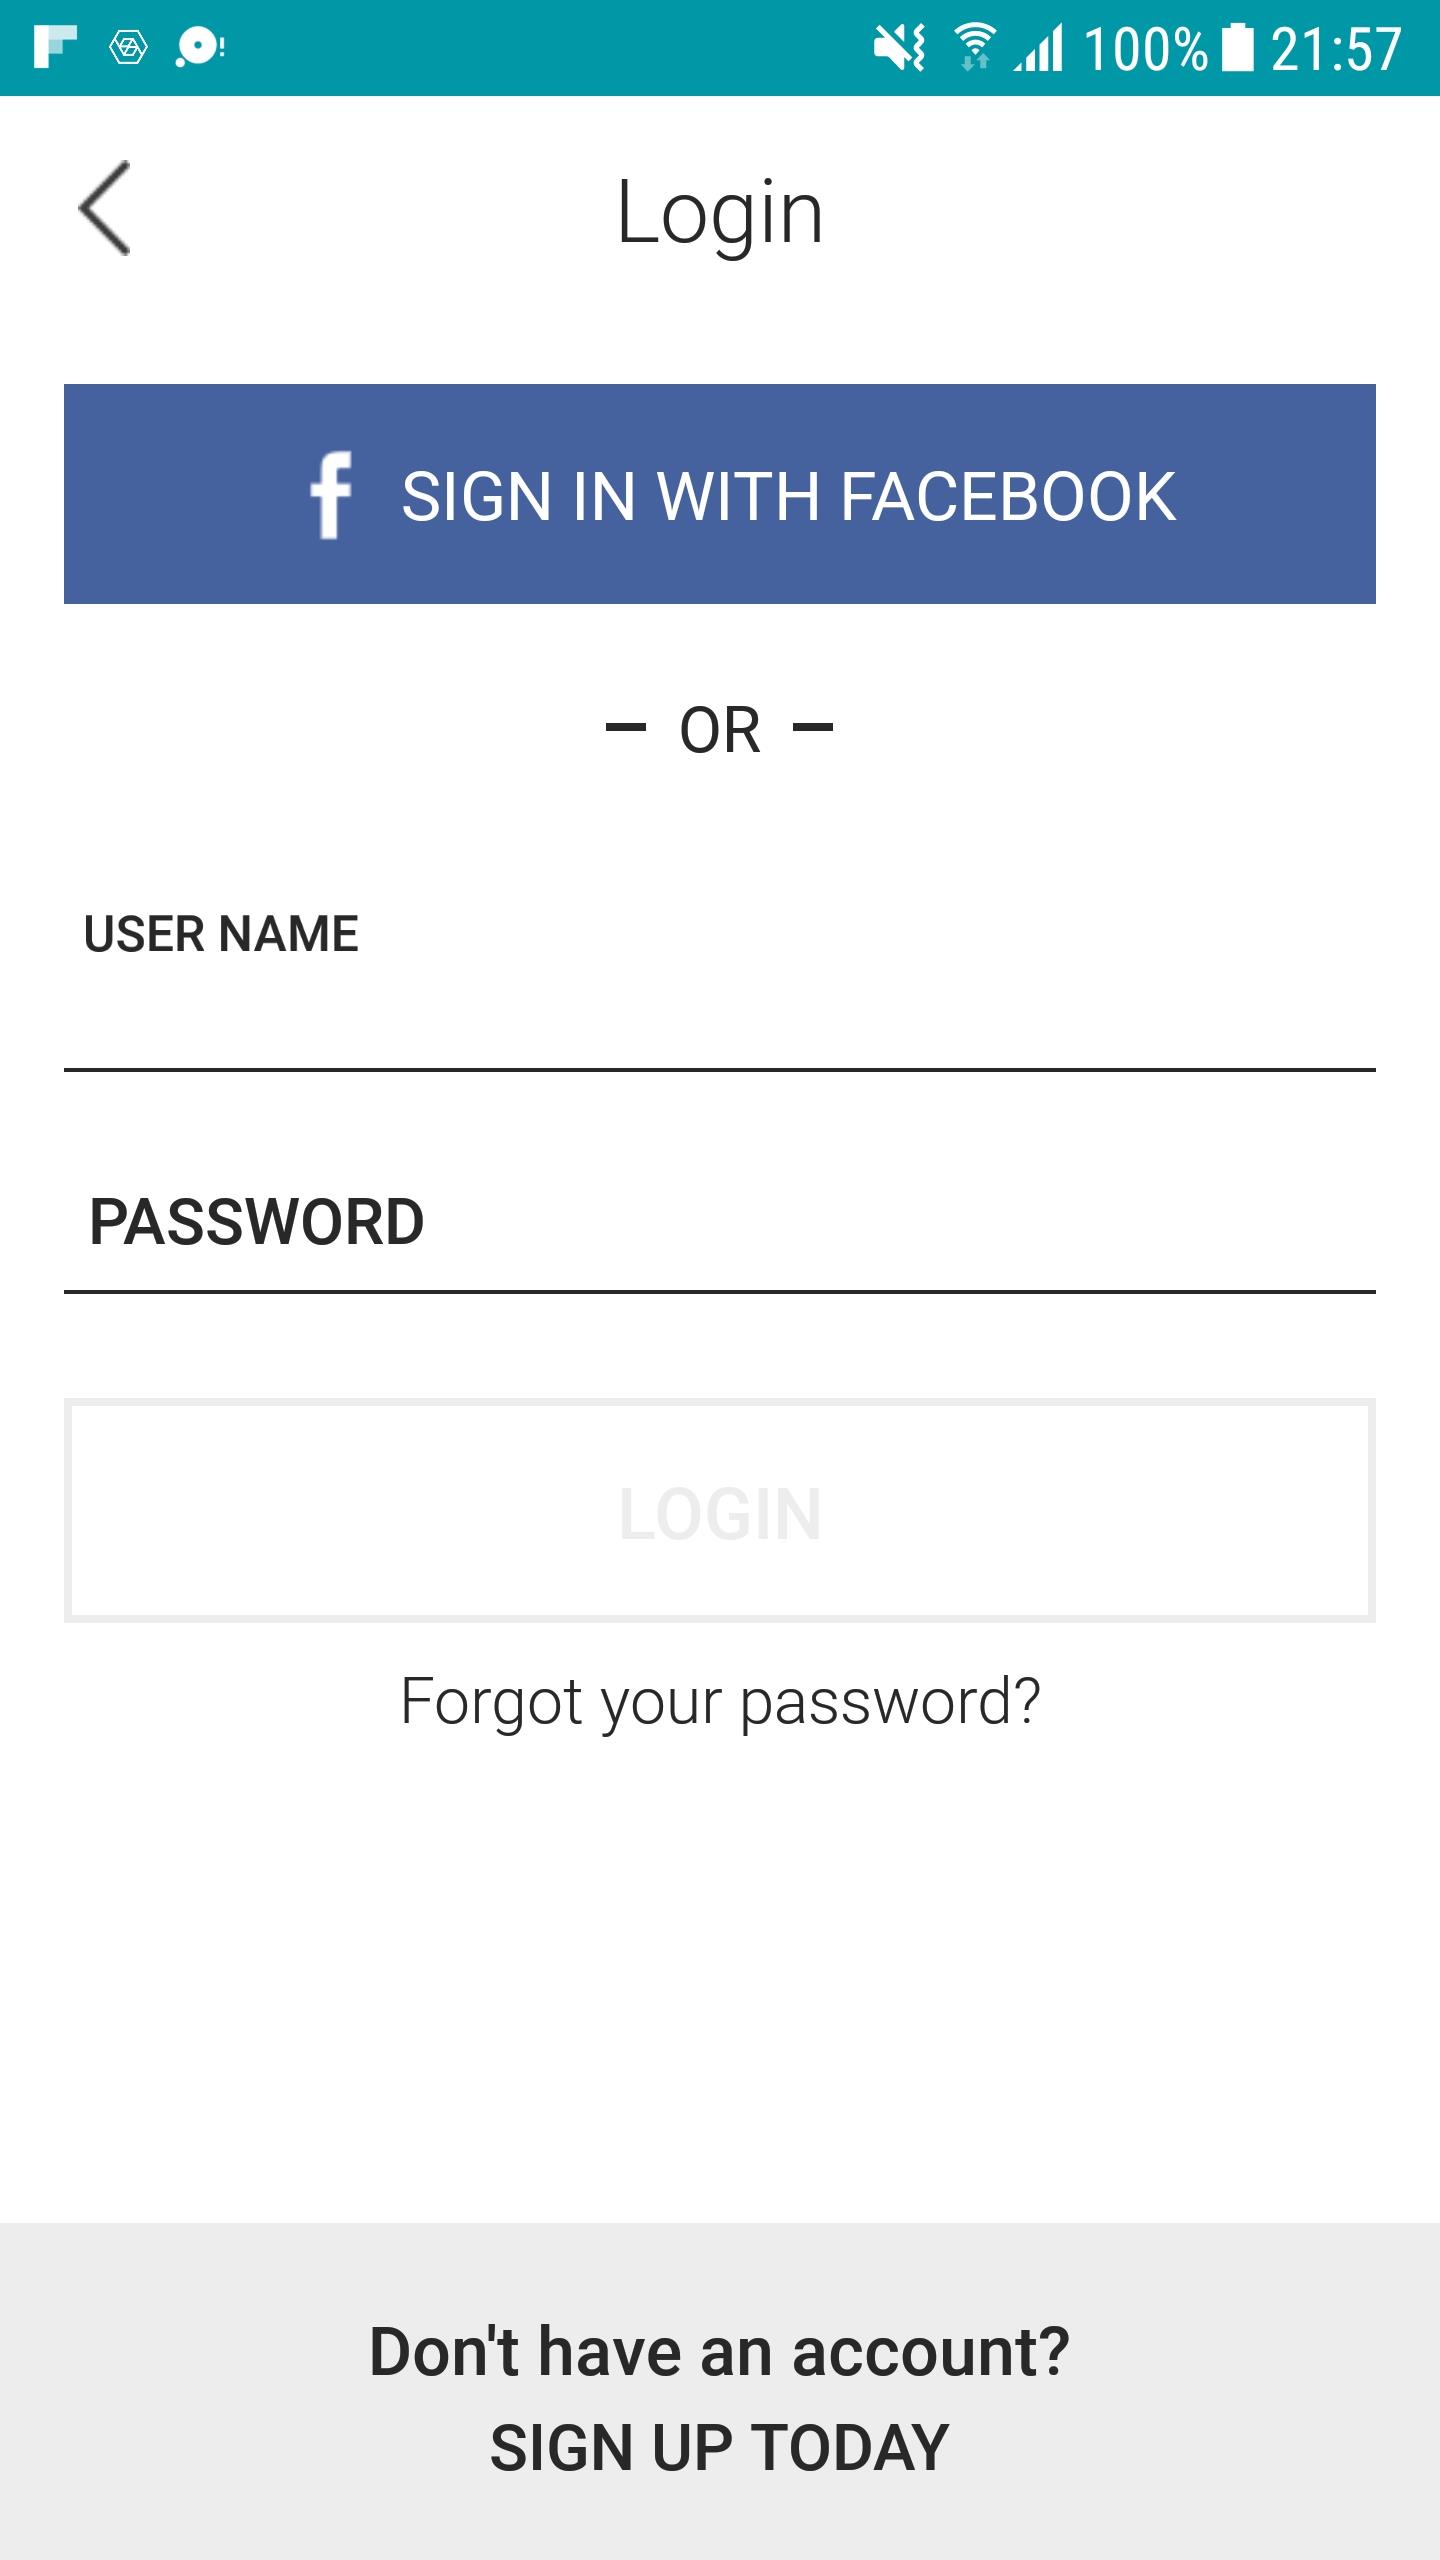 100% 21:57
Login
SIGN IN WITH FACEBOOK
OR
USER NAME
PASSWORD
LOGIN
Forgot your password?
Don't have an account?
SIGN UP TODAY